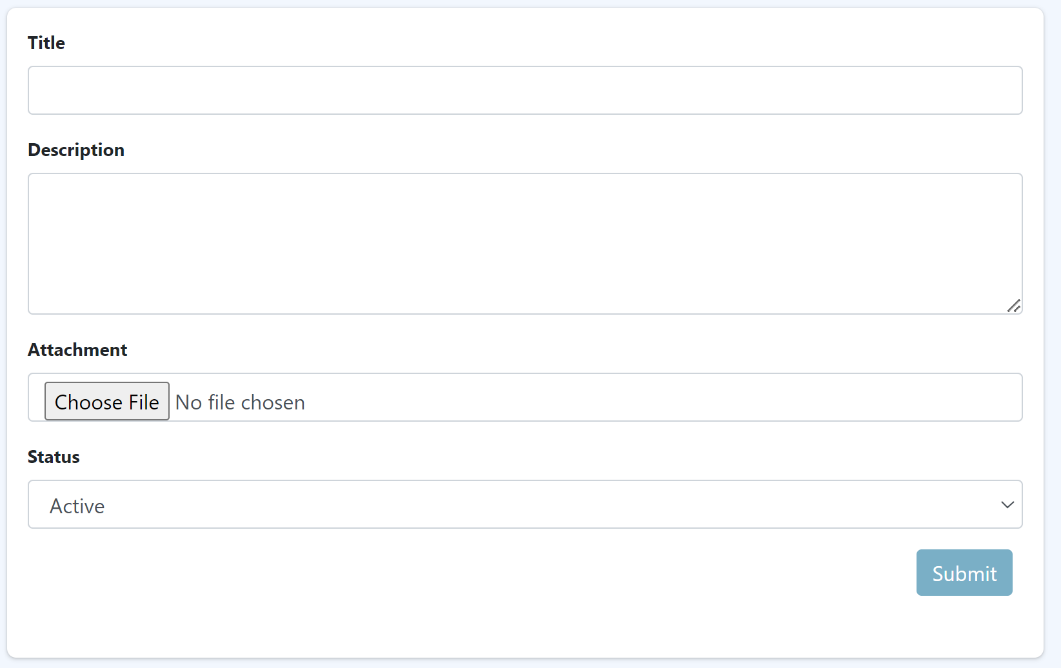 Title
Description
Attachment
Choose File No file chosen
Status
Active
Submit